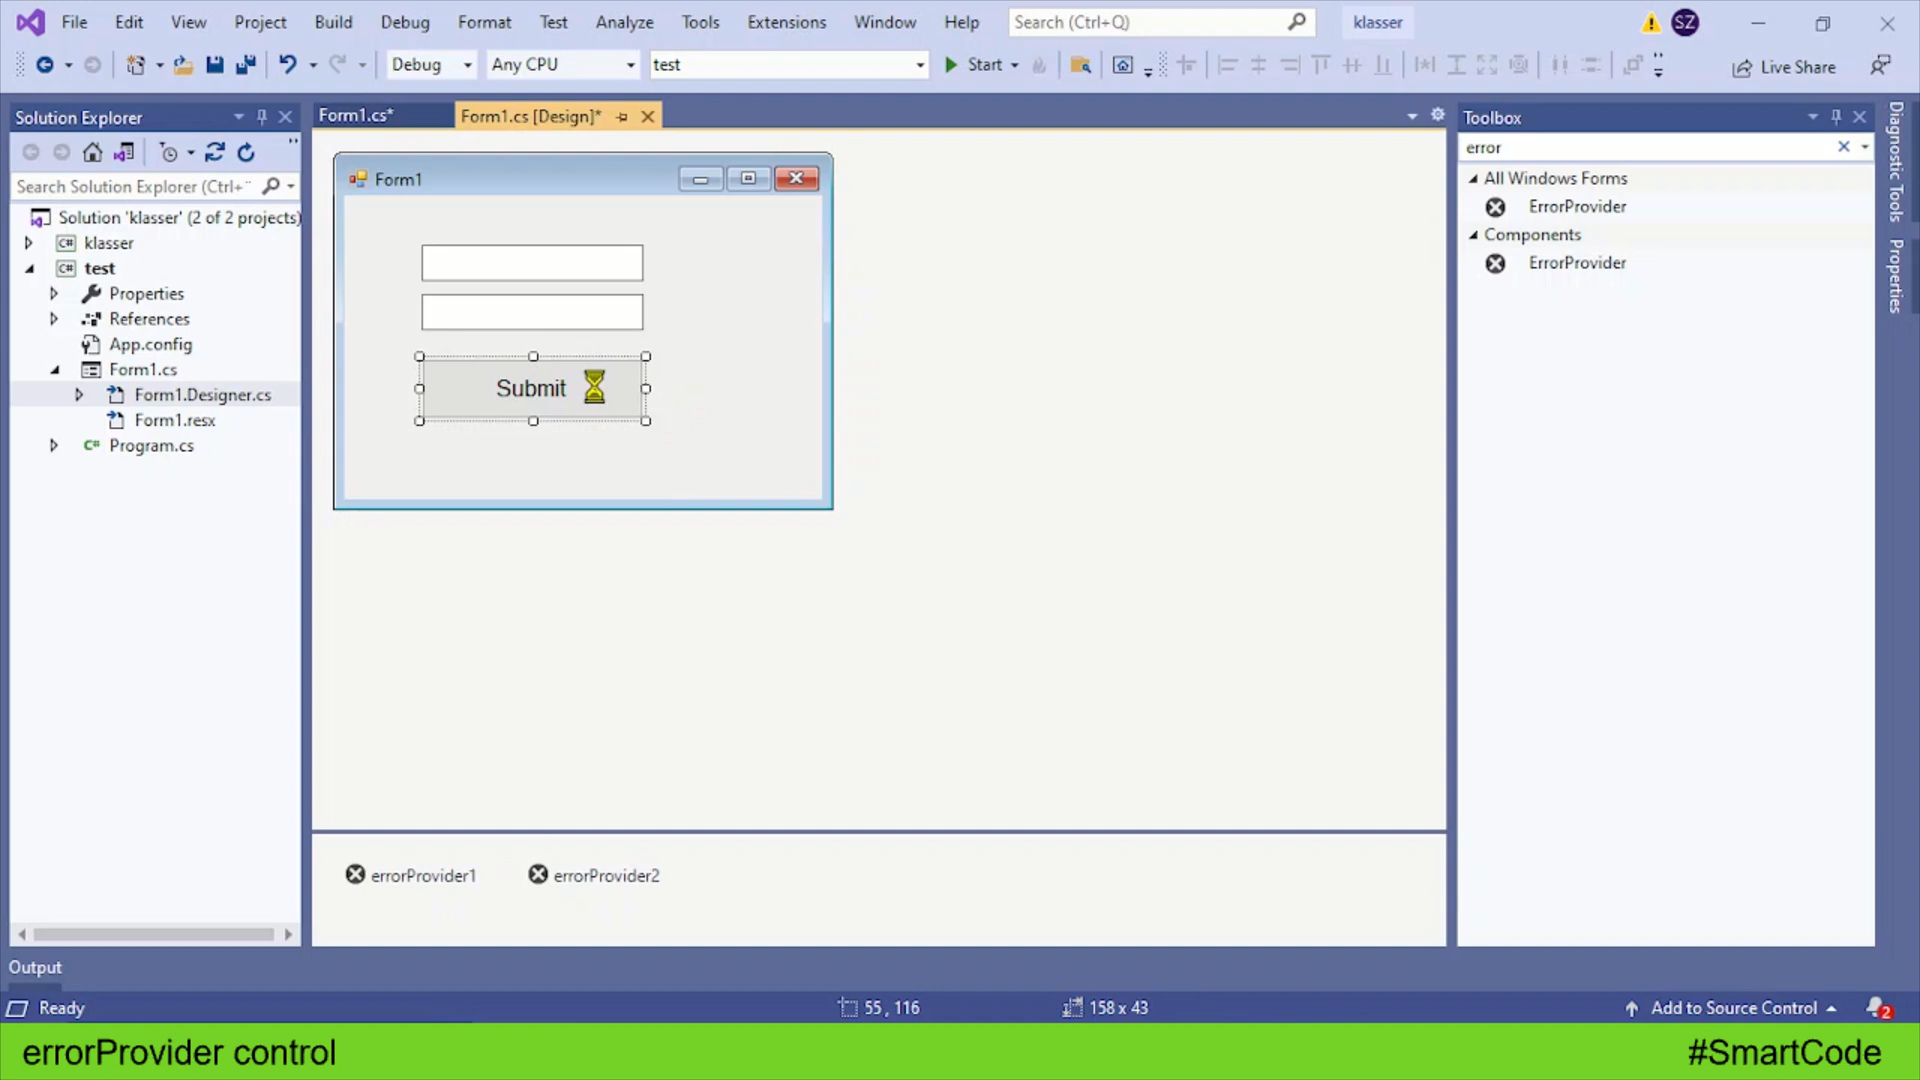 File Edit View Project Build Debug Format Test Analyze Tools Extensions Window Help Search (Ctrl+Q) klasser SZ
Debug Any CPU test Start Live Share
Solution Explorer
Search Solution Explorer (Ctrl+
Solution 'klasser' (2 of 2 projects)
C# klasser
C# test
Properties
References
App.config
Form1.cs
Form1.Designer.cs
Form1.resx
C# Program.cs
Form1.cs* Form1.cs [Design]*
Form1
Submit
errorProvider1 errorProvider2
Toolbox
error
All Windows Forms
ErrorProvider
Components
ErrorProvider
Diagnostic Tools
Properties
Output
Ready 55 , 116 158 x 43 Add to Source Control 2
errorProvider control #SmartCode